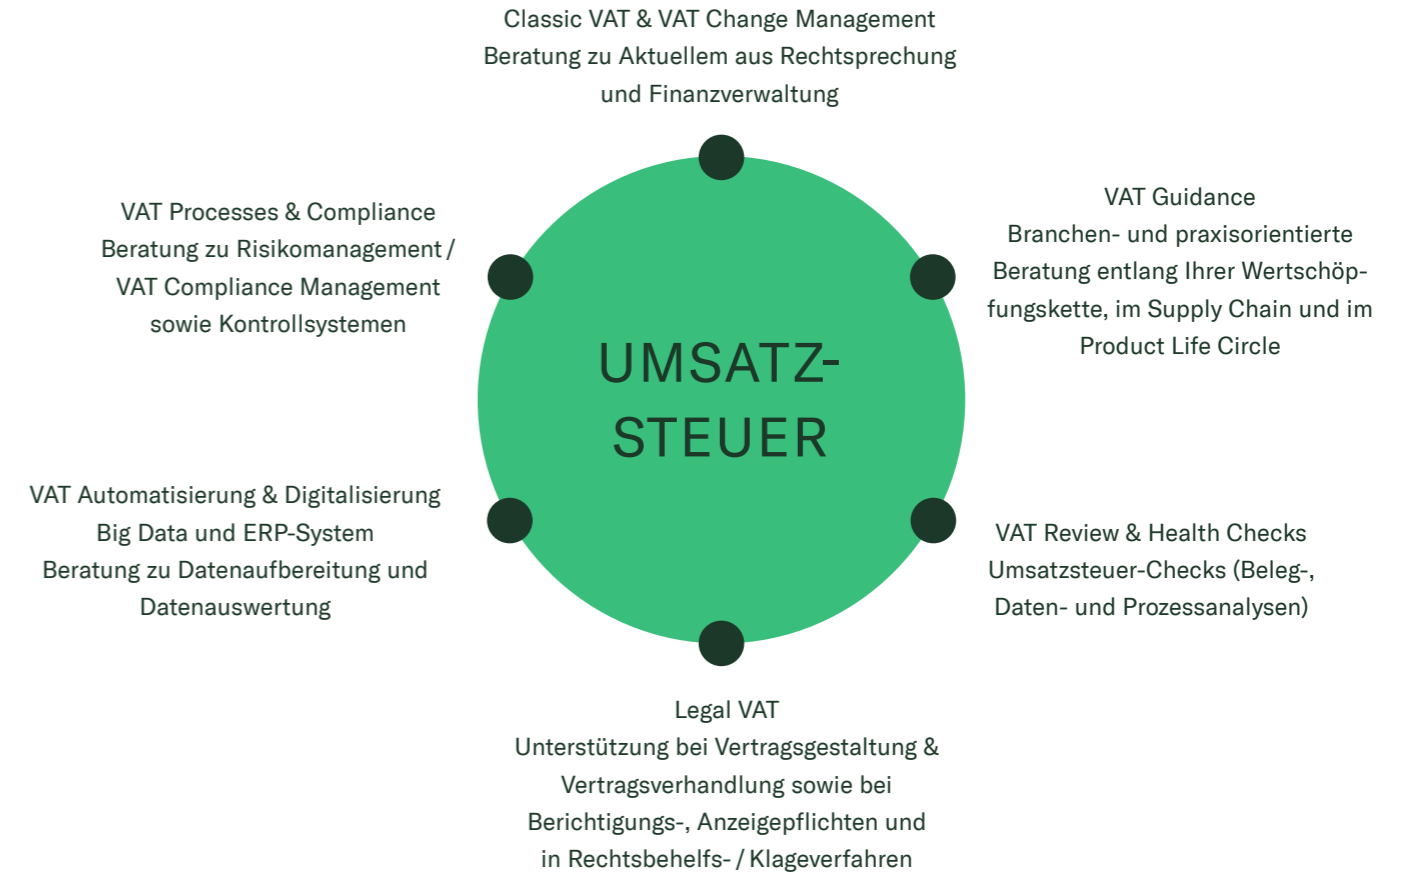 Classic VAT & VAT Change Management
Beratung zu Aktuellem aus Rechtsprechung
und Finanzverwaltung
VAT Guidance
Branchen- und praxisorientierte
Beratung entlang Ihrer Wertschöp-
fungskette, im Supply Chain und im
Product Life Circle
VAT Review & Health Checks
Umsatzsteuer-Checks (Beleg-,
Daten- und Prozessanalysen)
Legal VAT
Unterstützung bei Vertragsgestaltung &
Vertragsverhandlung sowie bei
Berichtigungs-, Anzeigepflichten und
in Rechtsbehelfs- / Klageverfahren
VAT Automatisierung & Digitalisierung
Big Data und ERP-System
Beratung zu Datenaufbereitung und
Datenauswertung
VAT Processes & Compliance
Beratung zu Risikomanagement /
VAT Compliance Management
sowie Kontrollsystemen
UMSATZ-
STEUER